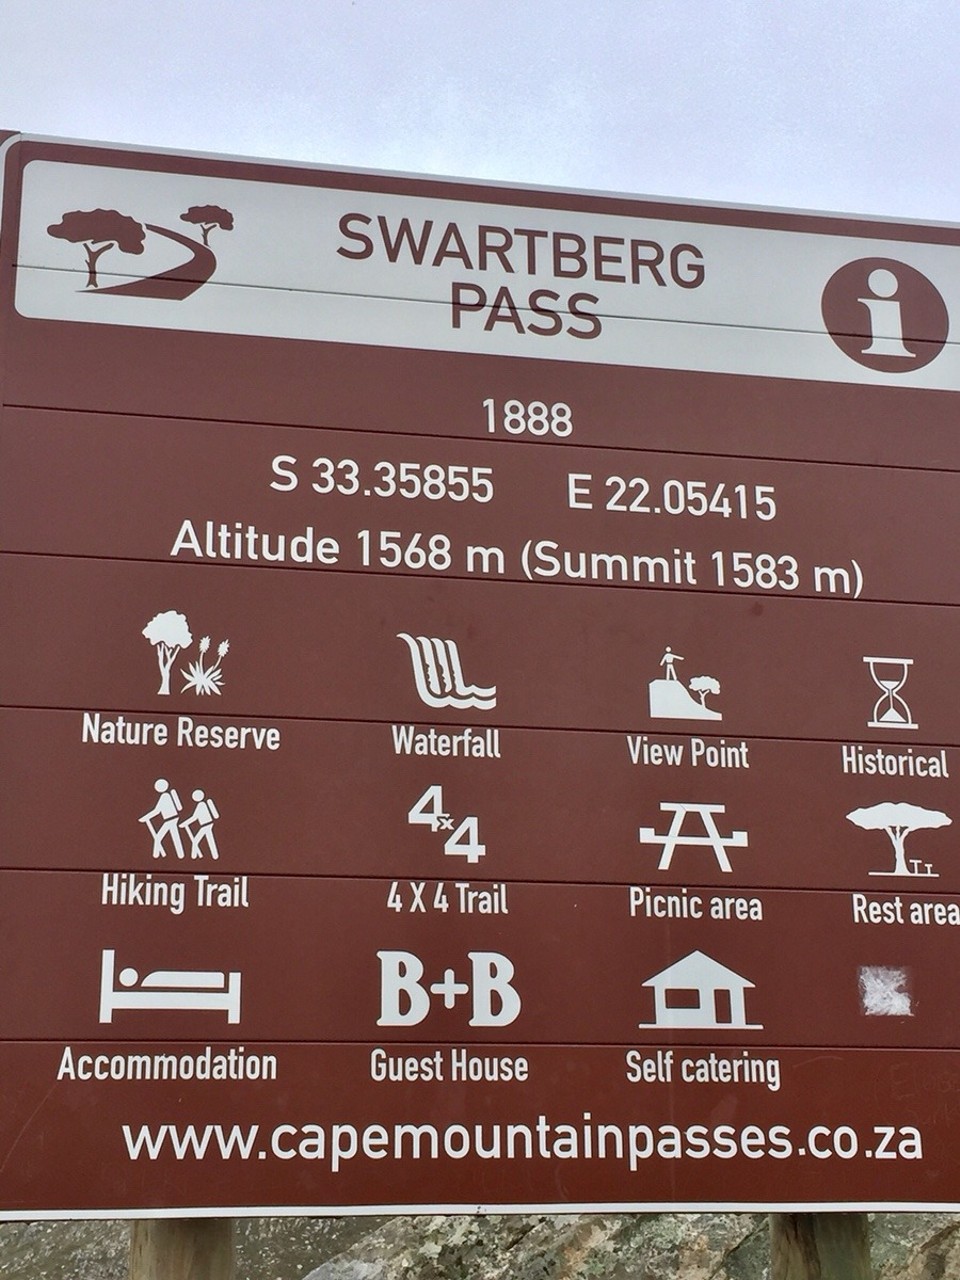 SWARTBERG
PASS
1888
S 33.35855 E 22.05415
Altitude 1568 m (Summit 1583 m)
Nature Reserve Waterfall View Point Historical
4x4
Hiking Trail 4 X 4 Trail Picnic area Rest area
B+B
Accommodation Guest House Self catering
www.capemountainpasses.co.za